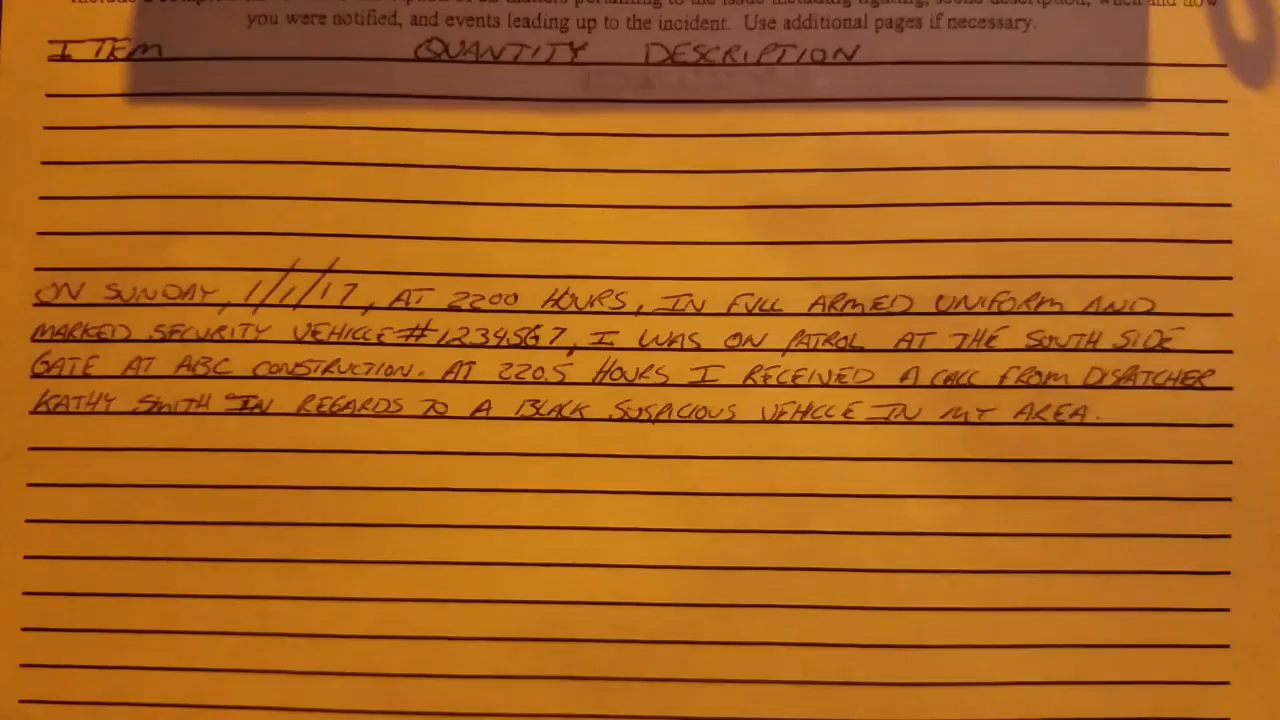 you were notified, and events leading up to the incident. Use additional pages if necessary.
ITEM QUANTITY DESCRIPTION
ON SUNDAY, 1/1/17, AT 2200 HOURS, IN FULL ARMED UNIFORM AND
MARKED SECURITY VEHICLE #1234567, I WAS ON PATROL AT THE SOUTH SIDE
GATE AT ABC CONSTRUCTION. AT 2205 HOURS I RECEIVED A CALL FROM DISPATCHER
KATHY SMITH IN REGARDS TO A BLACK SUSPICIOUS VEHICLE IN MY AREA.